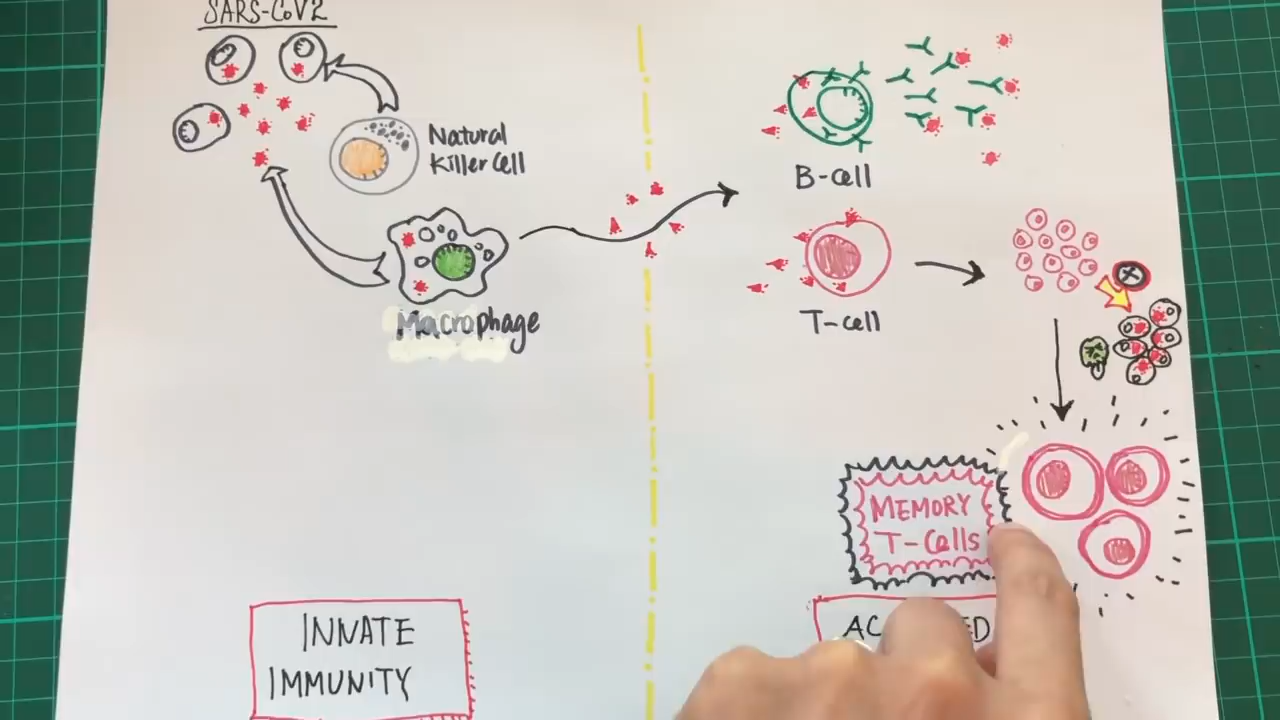 SARS-CoV2
Natural
Killer Cell
Macrophage
B-cell
T-cell
MEMORY
T-Cells
INNATE
IMMUNITY